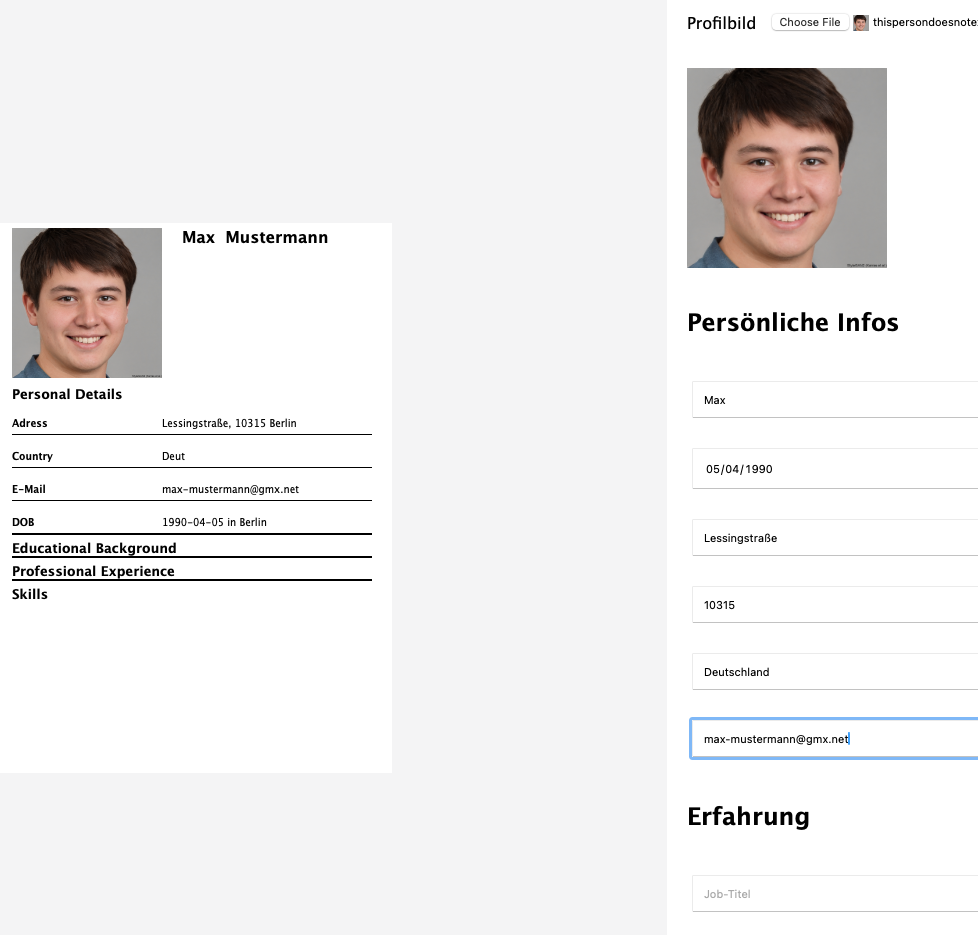 Max Mustermann
Personal Details
Adress Lessingstraße, 10315 Berlin
Country Deut
E-Mail max-mustermann@gmx.net
DOB 1990-04-05 in Berlin
Educational Background
Professional Experience
Skills
Profilbild Choose File thispersondoesnote
Persönliche Infos
Max
05/04/1990
Lessingstraße
10315
Deutschland
max-mustermann@gmx.net
Erfahrung
Job-Titel